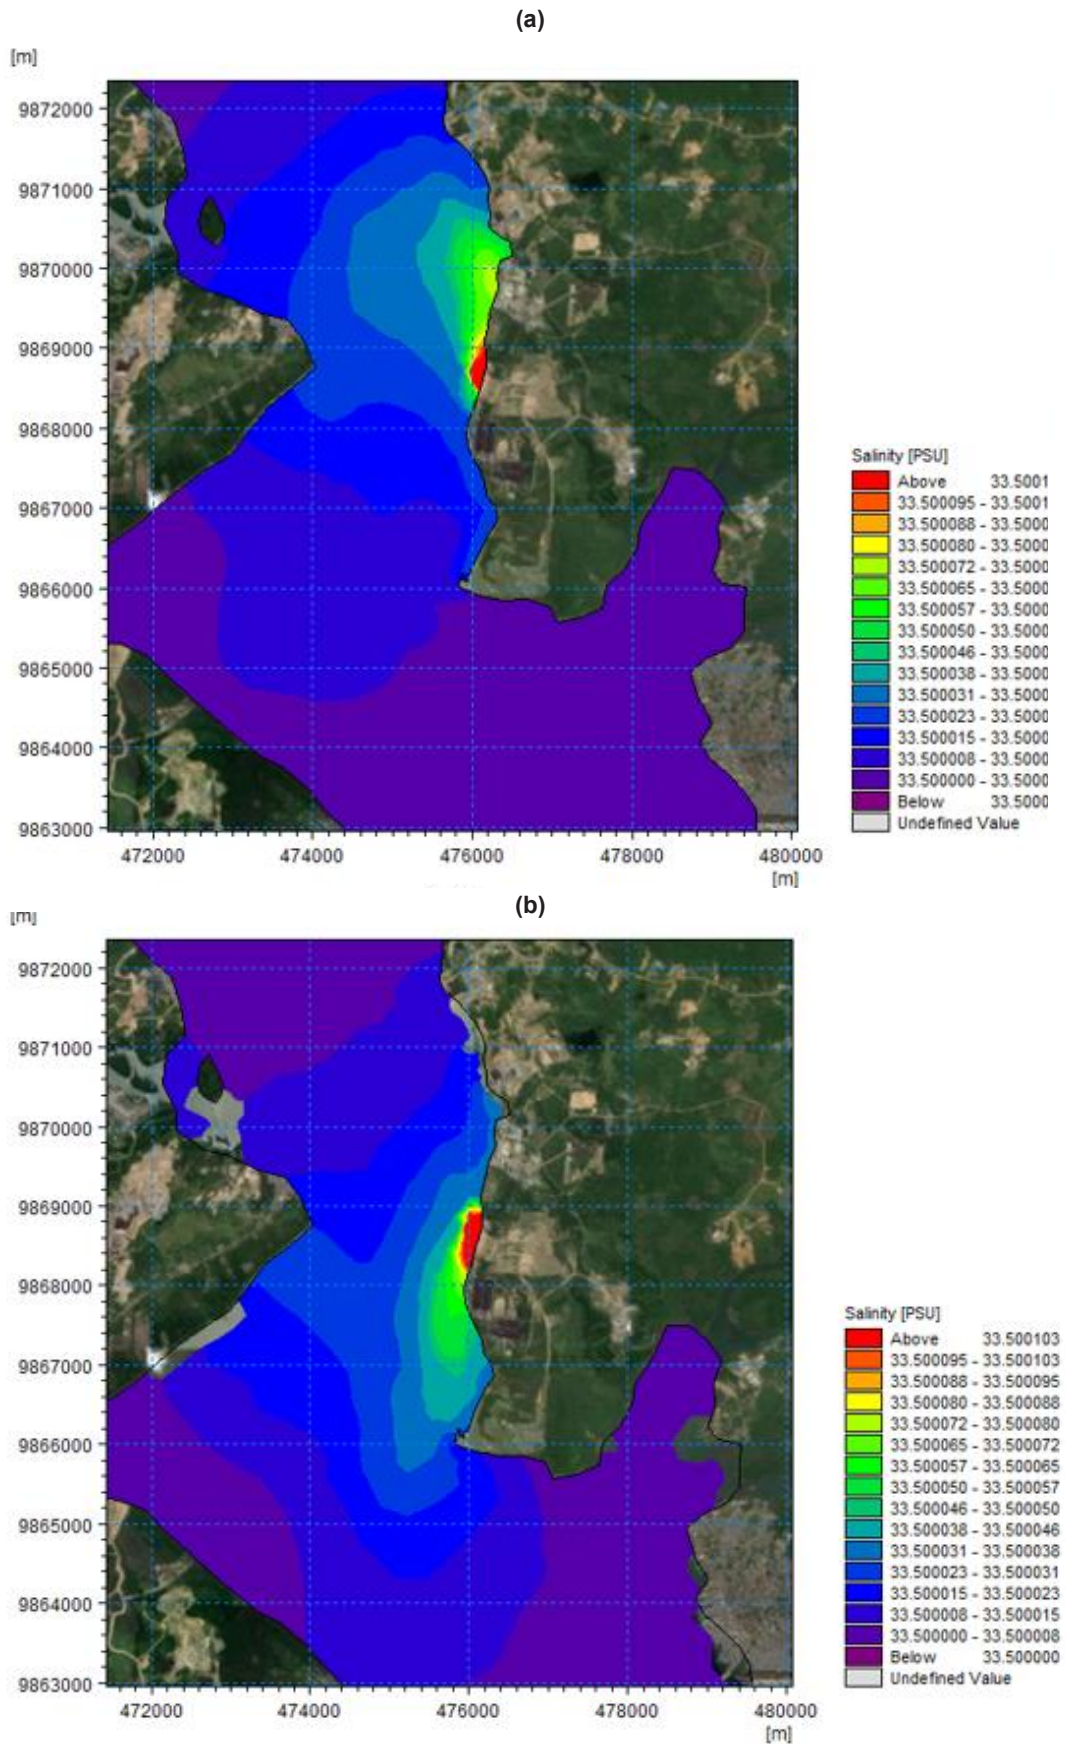 (a)
[m]
9872000
9871000
9870000
9869000
9868000
9867000
9866000
9865000
9864000
9863000
472000 474000 476000 478000 480000
[m]
Salinity [PSU]
Above 33.5001
33.500095 - 33.5001
33.500088 - 33.5000
33.500080 - 33.5000
33.500072 - 33.5000
33.500065 - 33.5000
33.500057 - 33.5000
33.500050 - 33.5000
33.500046 - 33.5000
33.500038 - 33.5000
33.500031 - 33.5000
33.500023 - 33.5000
33.500015 - 33.5000
33.500008 - 33.5000
33.500000 - 33.5000
Below 33.5000
Undefined Value
(b)
[m]
9872000
9871000
9870000
9869000
9868000
9867000
9866000
9865000
9864000
9863000
472000 474000 476000 478000 480000
[m]
Salinity [PSU]
Above 33.500103
33.500095 - 33.500103
33.500088 - 33.500095
33.500080 - 33.500088
33.500072 - 33.500080
33.500065 - 33.500072
33.500057 - 33.500065
33.500050 - 33.500057
33.500046 - 33.500050
33.500038 - 33.500046
33.500031 - 33.500038
33.500023 - 33.500031
33.500015 - 33.500023
33.500008 - 33.500015
33.500000 - 33.500008
Below 33.500000
Undefined Value